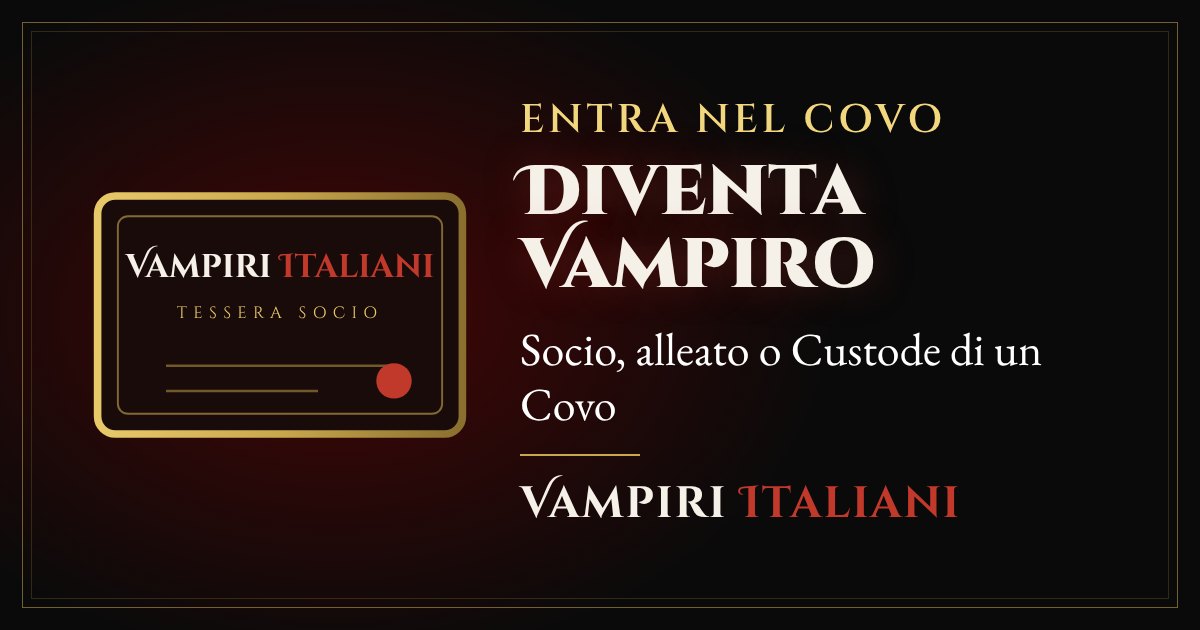 VAMPIRI ITALIANI
TESSERA SOCIO
ENTRA NEL COVO
DIVENTA
VAMPIRO
Socio, alleato o Custode di un
Covo
VAMPIRI ITALIANI